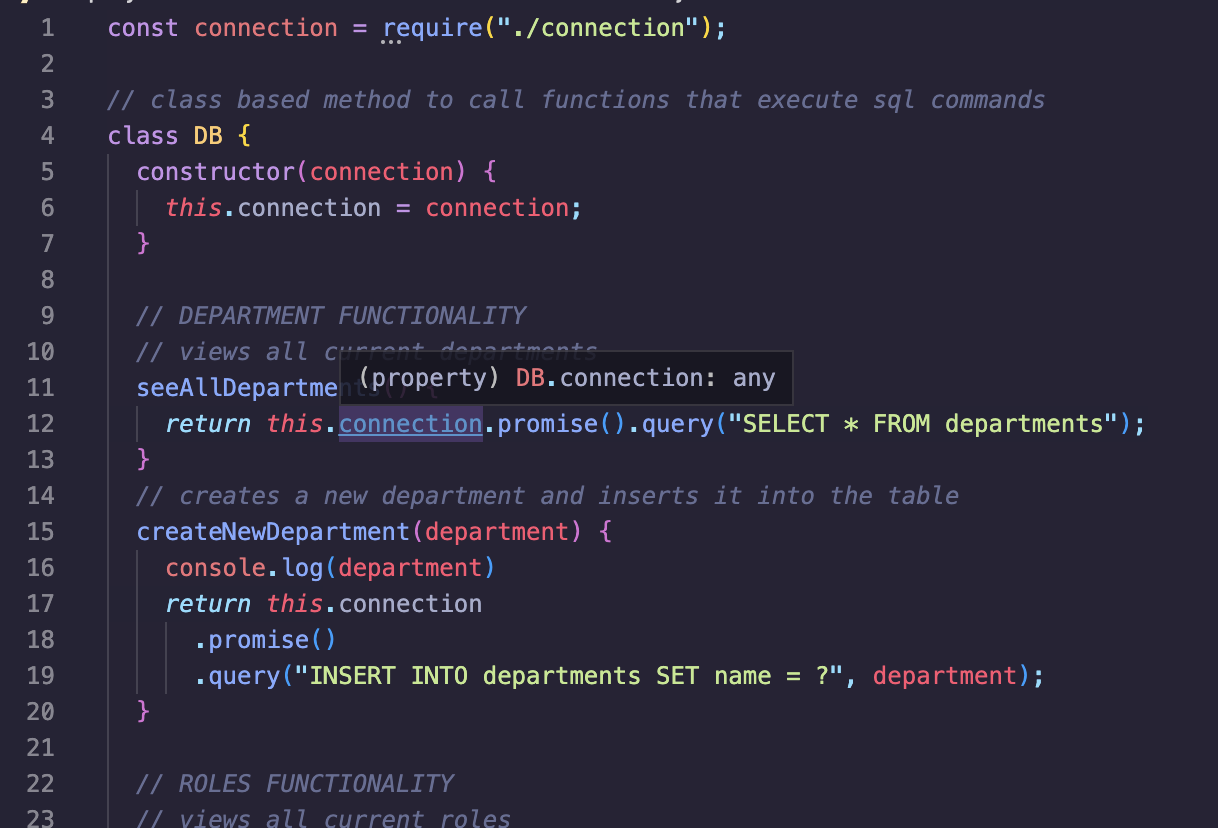 1 const connection = require("./connection");
2
3 // class based method to call functions that execute sql commands
4 class DB {
5 constructor(connection) {
6 this.connection = connection;
7 }
8
9 // DEPARTMENT FUNCTIONALITY
10 // views all current departments
(property) DB.connection: any
11 seeAllDepartments() {
12 return this.connection.promise().query("SELECT * FROM departments");
13 }
14 // creates a new department and inserts it into the table
15 createNewDepartment(department) {
16 console.log(department)
17 return this.connection
18 .promise()
19 .query("INSERT INTO departments SET name = ?", department);
20 }
21
22 // ROLES FUNCTIONALITY
23 // views all current roles